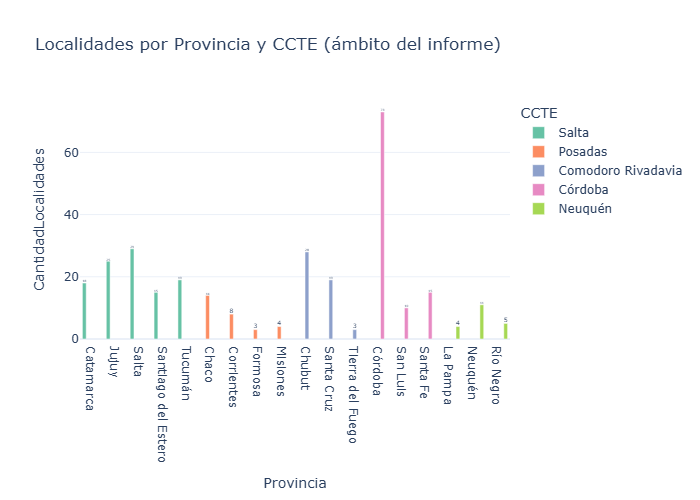 Localidades por Provincia y CCTE (ámbito del informe)
CCTE
Salta
Posadas
Comodoro Rivadavia
Córdoba
Neuquén
CantidadLocalidades
60
40
20
0
8
3
4
3
4
5
Catamarca
Jujuy
Salta
Santiago del Estero
Tucumán
Chaco
Corrientes
Formosa
Misiones
Chubut
Santa Cruz
Tierra del Fuego
Córdoba
San Luis
Santa Fe
La Pampa
Neuquén
Río Negro
Provincia